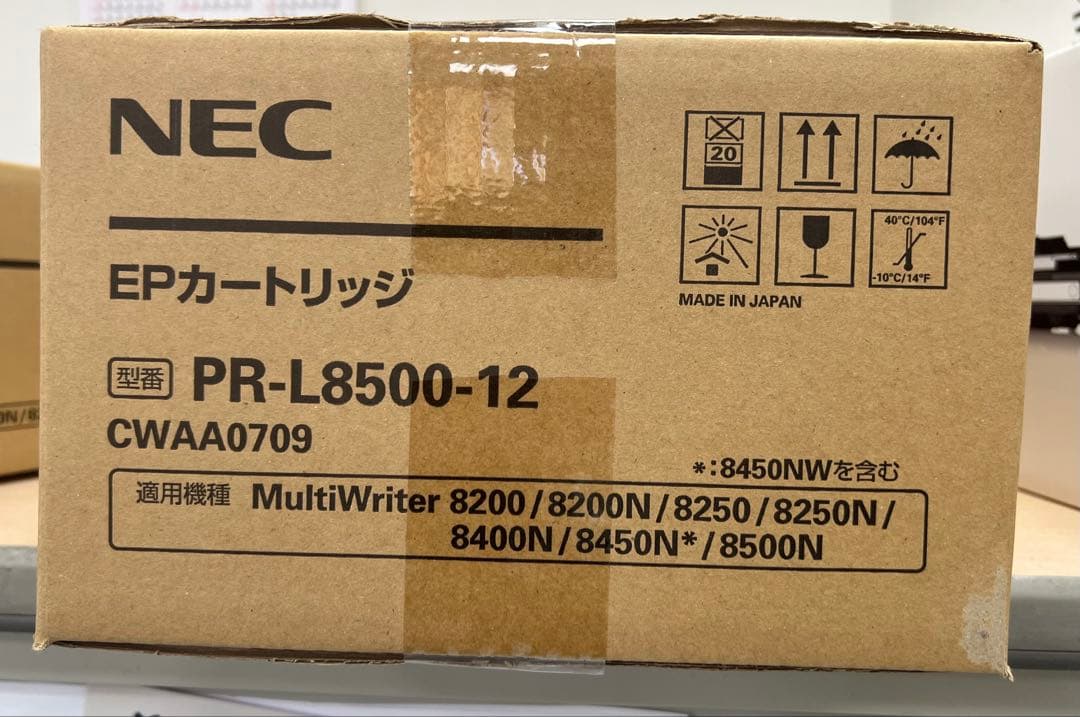 NEC
EPカートリッジ
型番 PR-L8500-12
CWAA0709
*:8450NWを含む
適用機種 MultiWriter 8200/8200N/8250/8250N/
8400N/8450N*/8500N
20
40°C/104°F
-10°C/14°F
MADE IN JAPAN